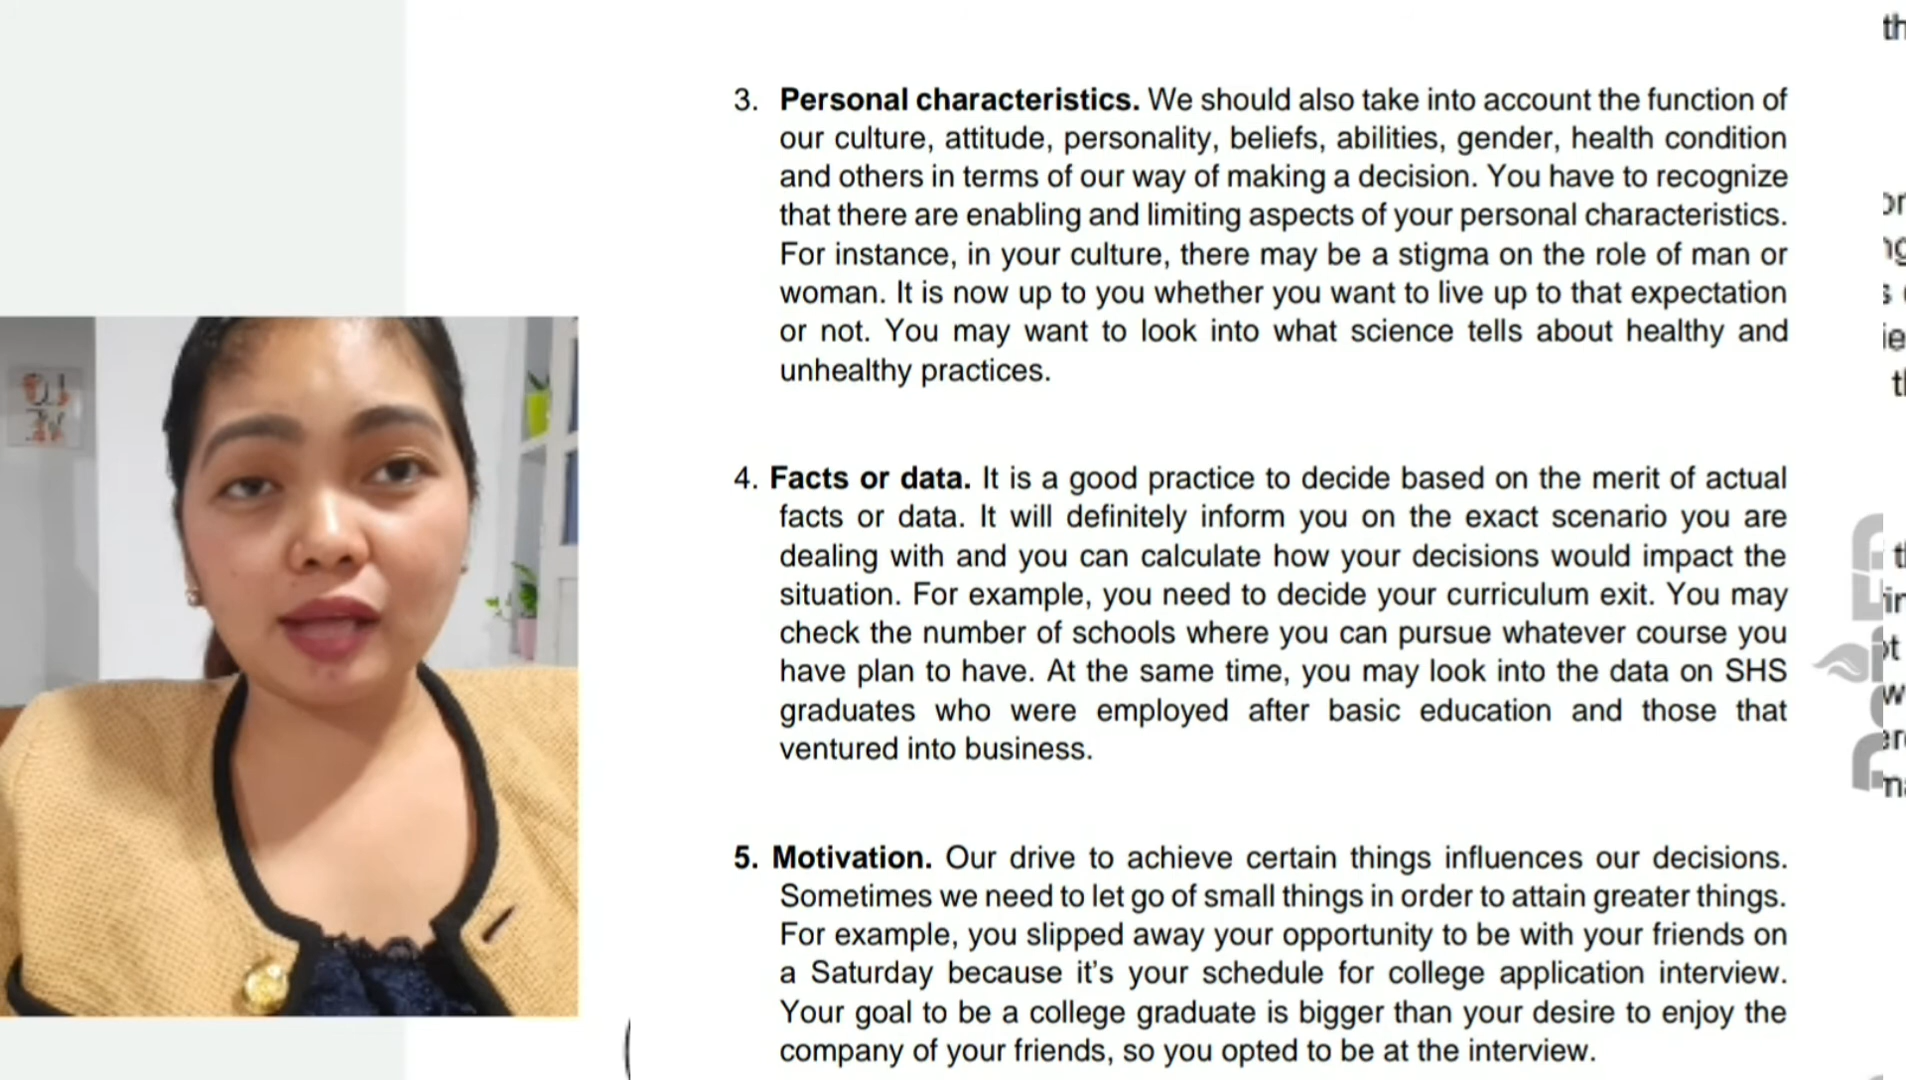 3. Personal characteristics. We should also take into account the function of
our culture, attitude, personality, beliefs, abilities, gender, health condition
and others in terms of our way of making a decision. You have to recognize
that there are enabling and limiting aspects of your personal characteristics.
For instance, in your culture, there may be a stigma on the role of man or
woman. It is now up to you whether you want to live up to that expectation
or not. You may want to look into what science tells about healthy and
unhealthy practices.
4. Facts or data. It is a good practice to decide based on the merit of actual
facts or data. It will definitely inform you on the exact scenario you are
dealing with and you can calculate how your decisions would impact the
situation. For example, you need to decide your curriculum exit. You may
check the number of schools where you can pursue whatever course you
have plan to have. At the same time, you may look into the data on SHS
graduates who were employed after basic education and those that
ventured into business.
5. Motivation. Our drive to achieve certain things influences our decisions.
Sometimes we need to let go of small things in order to attain greater things.
For example, you slipped away your opportunity to be with your friends on
a Saturday because it’s your schedule for college application interview.
Your goal to be a college graduate is bigger than your desire to enjoy the
company of your friends, so you opted to be at the interview.